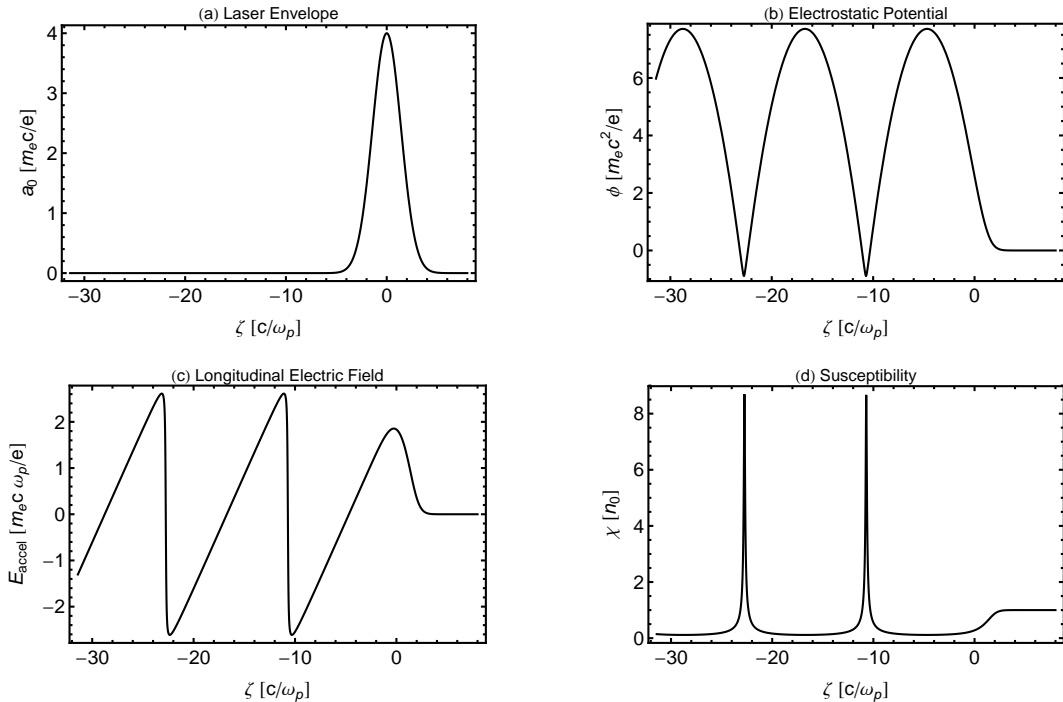 (a) Laser Envelope
4
3
2
1
0
a0 [mec/e]
−30 −20 −10 0
ζ [c/ωp]
(b) Electrostatic Potential
6
4
2
0
ϕ [mec2/e]
−30 −20 −10 0
ζ [c/ωp]
(c) Longitudinal Electric Field
2
1
0
−1
−2
Eaccel [mec ωp/e]
−30 −20 −10 0
ζ [c/ωp]
(d) Susceptibility
8
6
4
2
0
χ [n0]
−30 −20 −10 0
ζ [c/ωp]